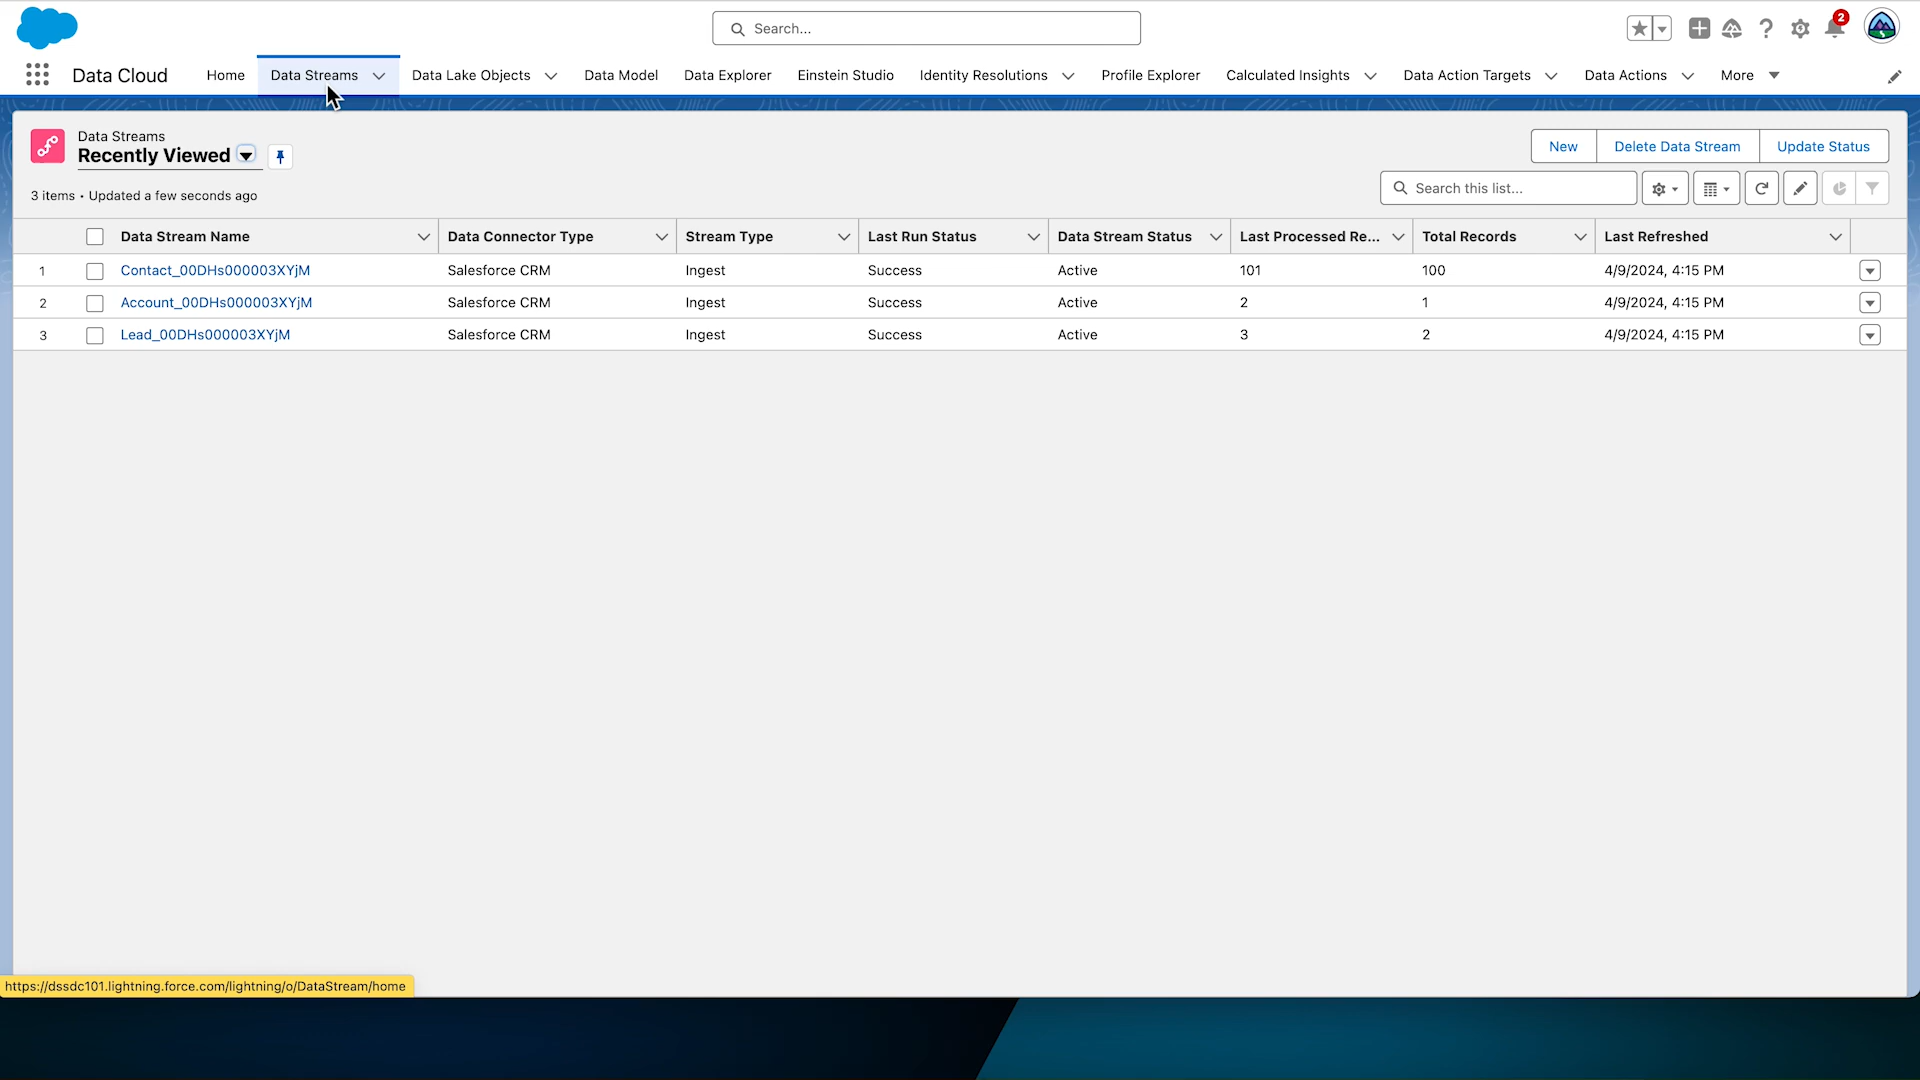 Search...
2
Data Cloud Home Data Streams Data Lake Objects Data Model Data Explorer Einstein Studio Identity Resolutions Profile Explorer Calculated Insights Data Action Targets Data Actions More
Data Streams
Recently Viewed
New Delete Data Stream Update Status
3 items • Updated a few seconds ago
Search this list...
Data Stream Name Data Connector Type Stream Type Last Run Status Data Stream Status Last Processed Re... Total Records Last Refreshed
1 Contact_00DHs000003XYjM Salesforce CRM Ingest Success Active 101 100 4/9/2024, 4:15 PM
2 Account_00DHs000003XYjM Salesforce CRM Ingest Success Active 2 1 4/9/2024, 4:15 PM
3 Lead_00DHs000003XYjM Salesforce CRM Ingest Success Active 3 2 4/9/2024, 4:15 PM
https://dssdc101.lightning.force.com/lightning/o/DataStream/home